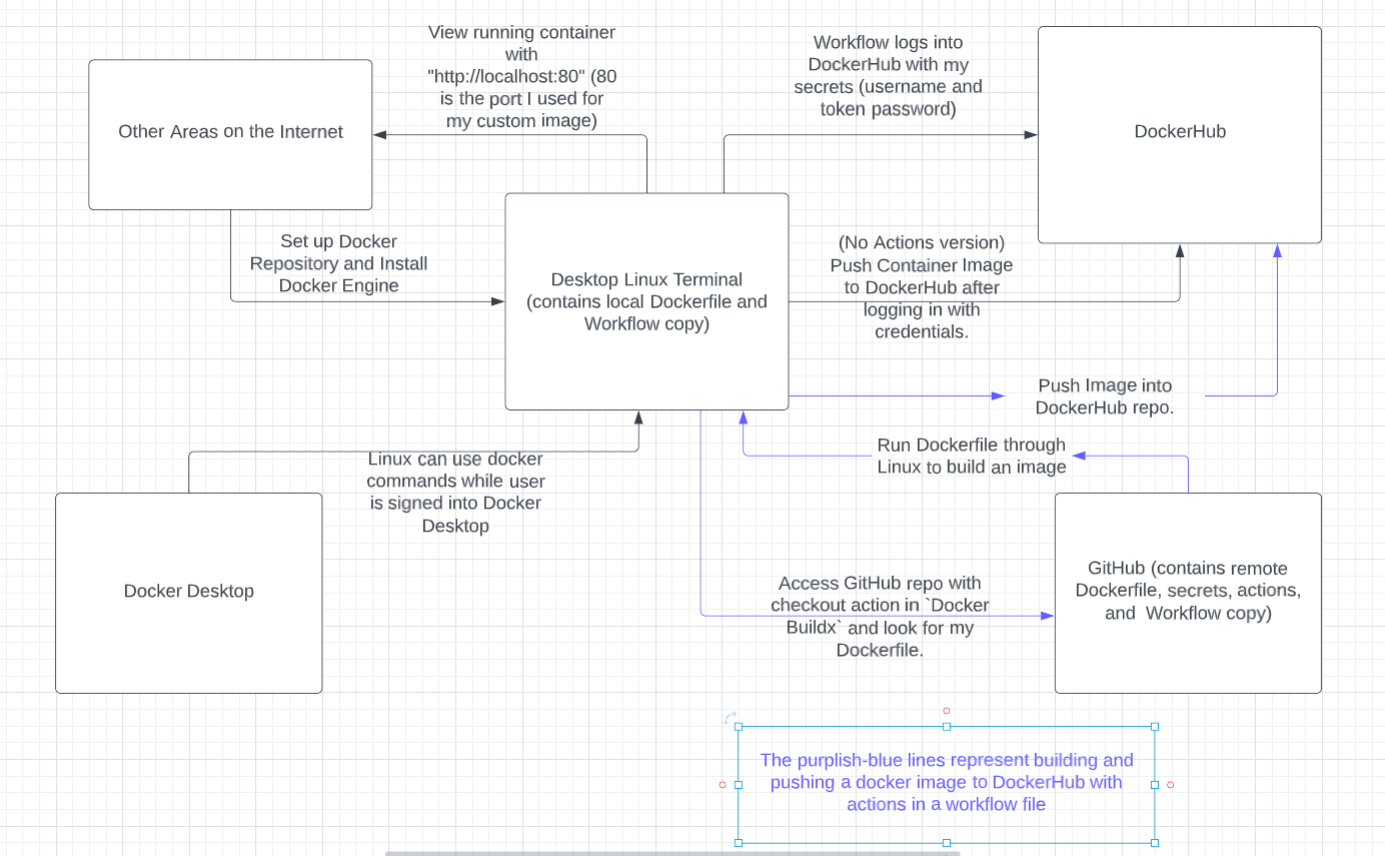 View running container
with
"http://localhost:80" (80
is the port I used for
my custom image)
Workflow logs into
DockerHub with my
secrets (username and
token password)
Other Areas on the Internet
DockerHub
Set up Docker
Repository and Install
Docker Engine
Desktop Linux Terminal
(contains local Dockerfile and
Workflow copy)
(No Actions version)
Push Container Image
to DockerHub after
logging in with
credentials.
Push Image into
DockerHub repo.
Run Dockerfile through
Linux to build an image
Linux can use docker
commands while user
is signed into Docker
Desktop
Docker Desktop
GitHub (contains remote
Dockerfile, secrets, actions,
and Workflow copy)
Access GitHub repo with
checkout action in `Docker
Buildx` and look for my
Dockerfile.
The purplish-blue lines represent building and
pushing a docker image to DockerHub with
actions in a workflow file